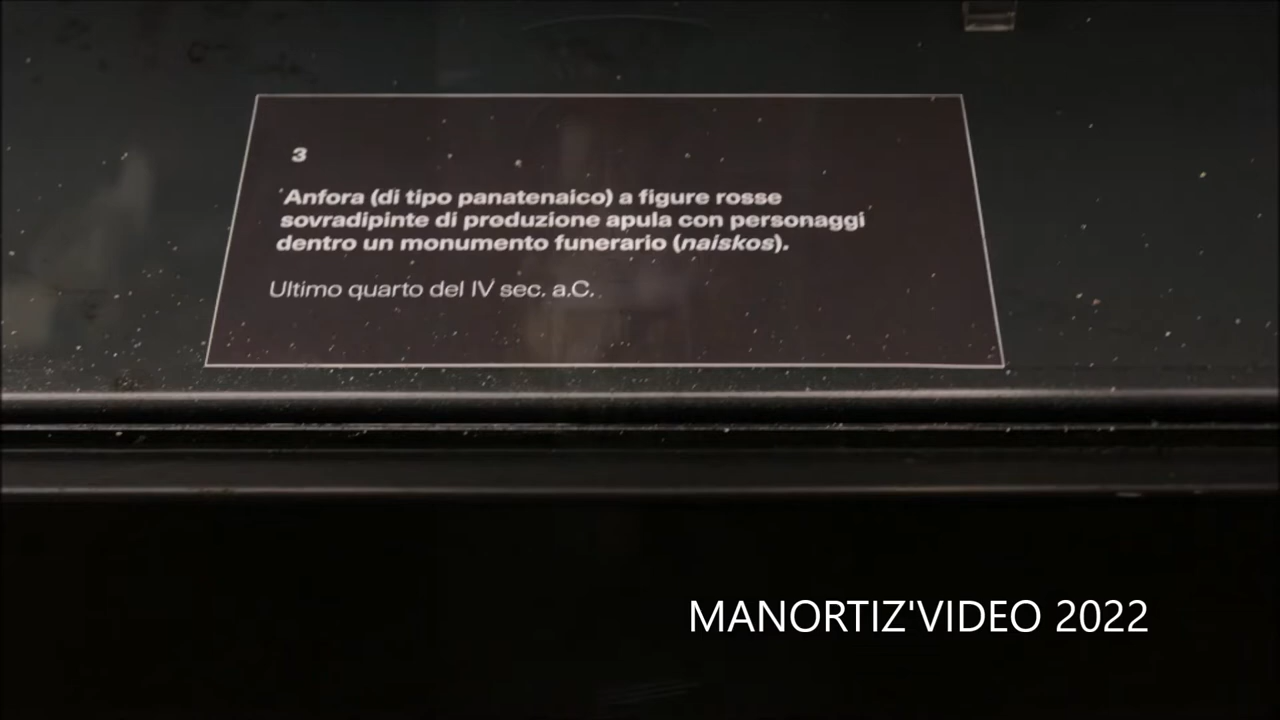 3
Anfora (di tipo panatenaico) a figure rosse
sovradipinte di produzione apula con personaggi
dentro un monumento funerario (naiskos).
Ultimo quarto del IV sec. a.C.
MANORTIZ'VIDEO 2022